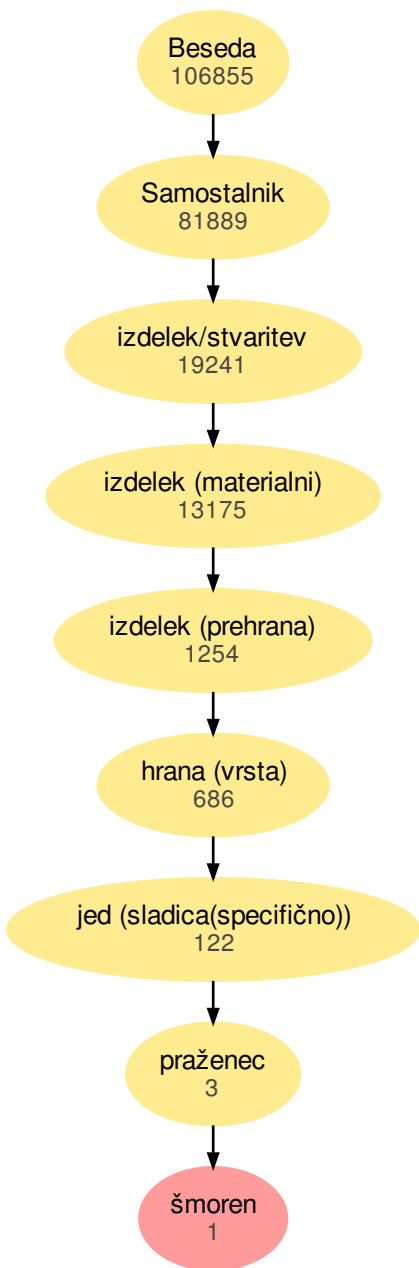 Beseda
106855
Samostalnik
81889
izdelek/stvaritev
19241
izdelek (materialni)
13175
izdelek (prehrana)
1254
hrana (vrsta)
686
jed (sladica(specifično))
122
praženec
3
šmoren
1